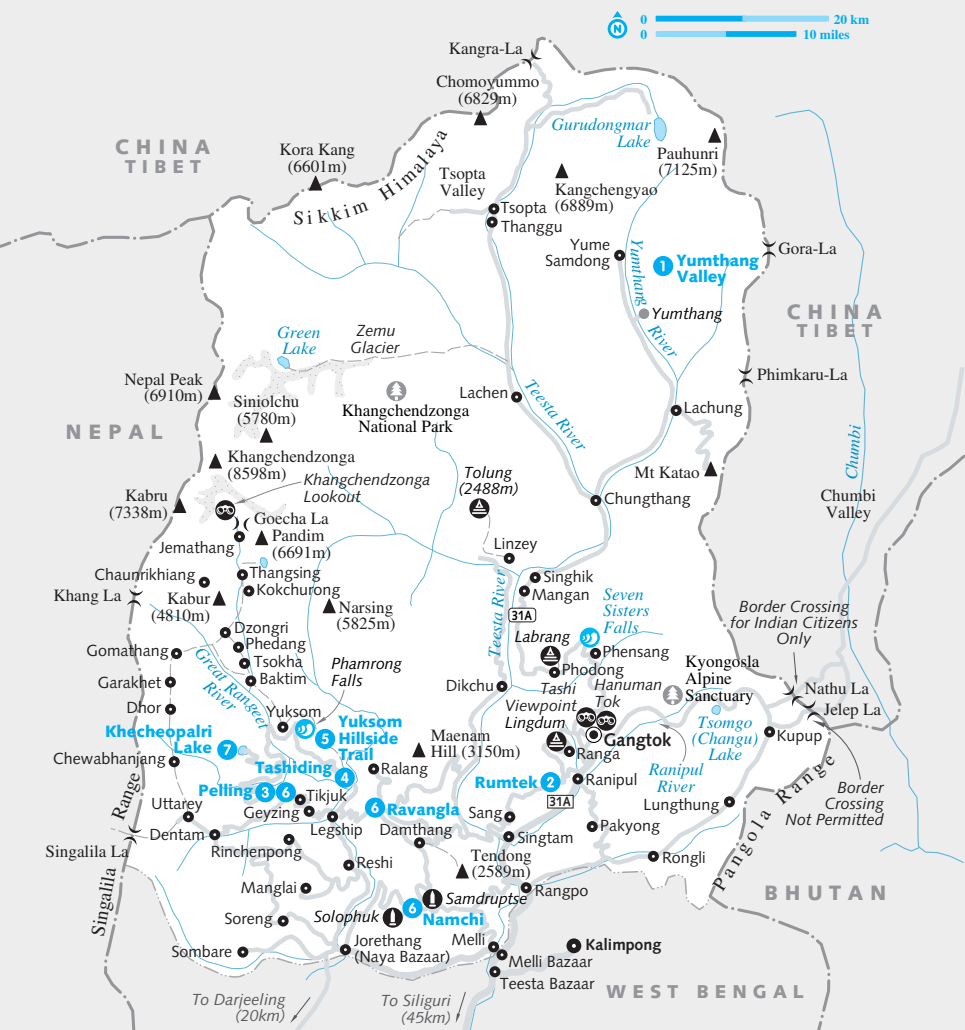 0 20 km
N
0 10 miles
Kangra-La
Chomoyummo
(6829m)
Gurudongmar
Lake
CHINA
TIBET
Kora Kang
(6601m)
Pauhunri
(7125m)
Sikkim Himalaya
Tsopta
Valley
Kangchengyao
(6889m)
Tsopta
Thanggu
Yume
Samdong
Gora-La
1 Yumthang
Valley
Yumthang
River
Yumthang
CHINA
TIBET
Green
Lake
Zemu
Glacier
Phimkaru-La
Nepal Peak
(6910m)
Siniolchu
(5780m)
Khangchendzonga
National Park
Lachen
Teesta River
Lachung
NEPAL
Chumbi
Khangchendzonga
(8598m)
Khangchendzonga
Lookout
Tolung
(2488m)
Mt Katao
Kabru
(7338m)
Chungthang
Chumbi
Valley
Goecha La
Pandim
(6691m)
Jemathang
Linzey
Chaunrikhiang
Thangsing
Kokchurong
Singhik
Mangan
Khang La
Kabur
(4810m)
Narsing
(5825m)
Teesta River
31A
Seven
Sisters
Falls
Border Crossing
for Indian Citizens
Only
Dzongri
Phedang
Labrang
Phensang
Gomathang
Tsokha
Phamrong
Falls
Phodong
Kyongosla
Alpine
Sanctuary
Baktim
Great Rangeet
River
Garakhet
Dikchu
Tashi
Viewpoint
Hanuman
Tok
Nathu La
Jelep La
Dhor
Yuksom
Lingdum
Tsomgo
(Changu)
Lake
Khecheopalri
Lake 7
5 Yuksom
Hillside
Trail
Maenam
Hill (3150m)
Gangtok
Kupup
Ranga
Chewabhanjang
Tashiding
4
Ralang
Rumtek 2
Ranipul
Ranipul
River
Pelling 3 6
Tikjuk
6 Ravangla
31A
Lungthung
Border
Crossing
Not Permitted
Uttarey
Geyzing
Legship
Damthang
Sang
Pakyong
Dentam
Rinchenpong
Singtam
Singalila La
Reshi
Tendong
(2589m)
Rongli
Pangola Range
Singalila Range
Manglai
Samdruptse
Rangpo
BHUTAN
Soreng
Solophuk
6
Namchi
Sombare
Jorethang
(Naya Bazaar)
Melli
Kalimpong
Melli Bazaar
Teesta Bazaar
WEST BENGAL
To Darjeeling
(20km)
To Siliguri
(45km)